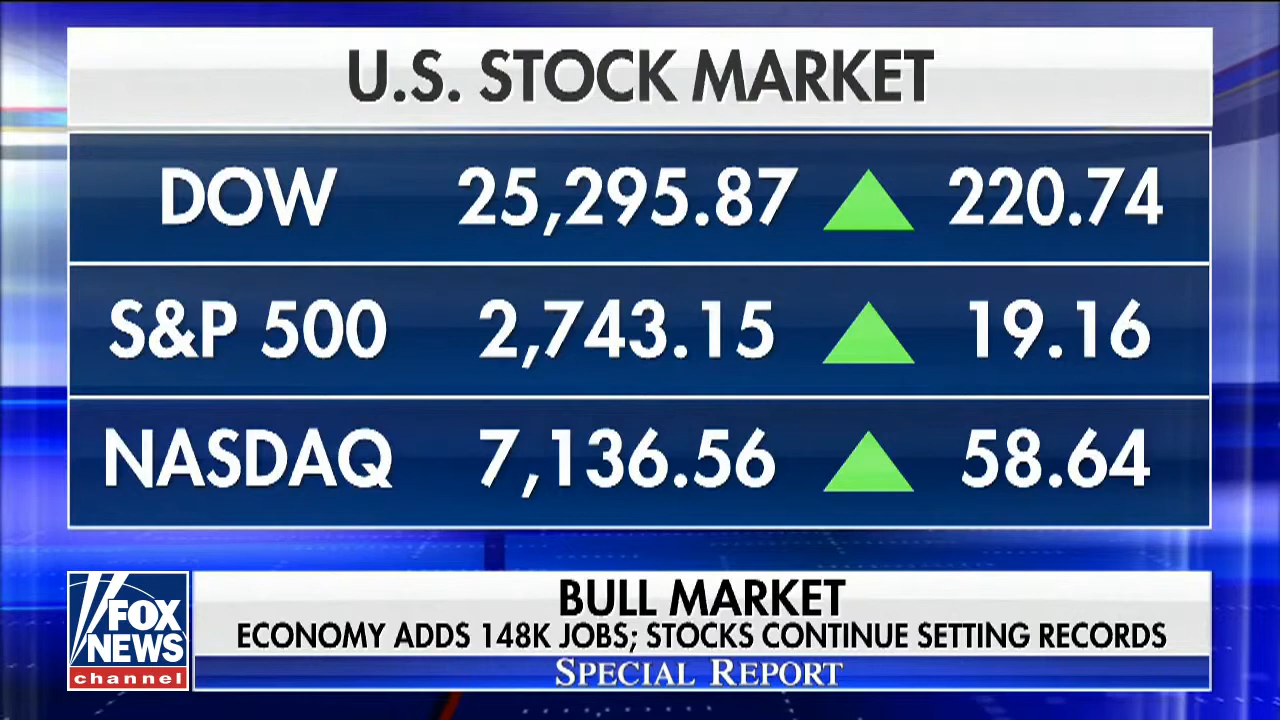 U.S. STOCK MARKET
DOW 25,295.87 220.74
S&P 500 2,743.15 19.16
NASDAQ 7,136.56 58.64
BULL MARKET
ECONOMY ADDS 148K JOBS; STOCKS CONTINUE SETTING RECORDS
SPECIAL REPORT
FOX
NEWS
channel